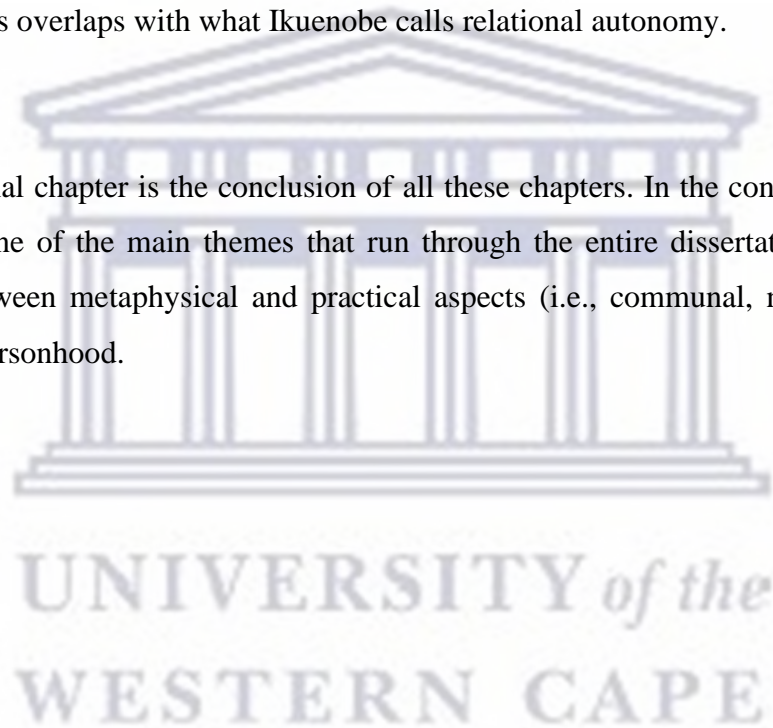 s overlaps with what Ikuenobe calls relational autonomy.
al chapter is the conclusion of all these chapters. In the con
ne of the main themes that run through the entire dissertat
ween metaphysical and practical aspects (i.e., communal,
rsonhood.
UNIVERSITY of the
WESTERN CAPE